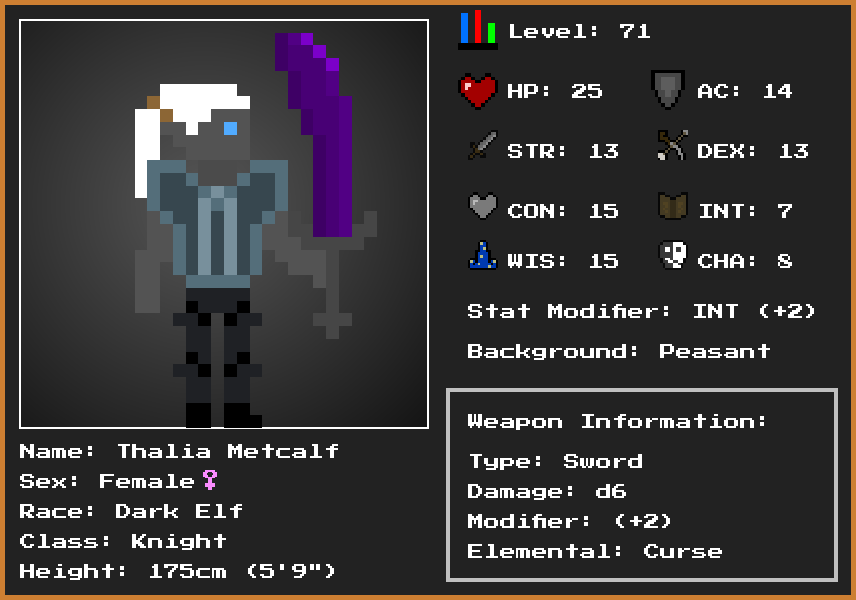 Level: 71
HP: 25
AC: 14
STR: 13
DEX: 13
CON: 15
INT: 7
WIS: 15
CHA: 8
Stat Modifier: INT (+2)
Background: Peasant
Weapon Information:
Type: Sword
Damage: d6
Modifier: (+2)
Elemental: Curse
Name: Thalia Metcalf
Sex: Female♀
Race: Dark Elf
Class: Knight
Height: 175cm (5'9")